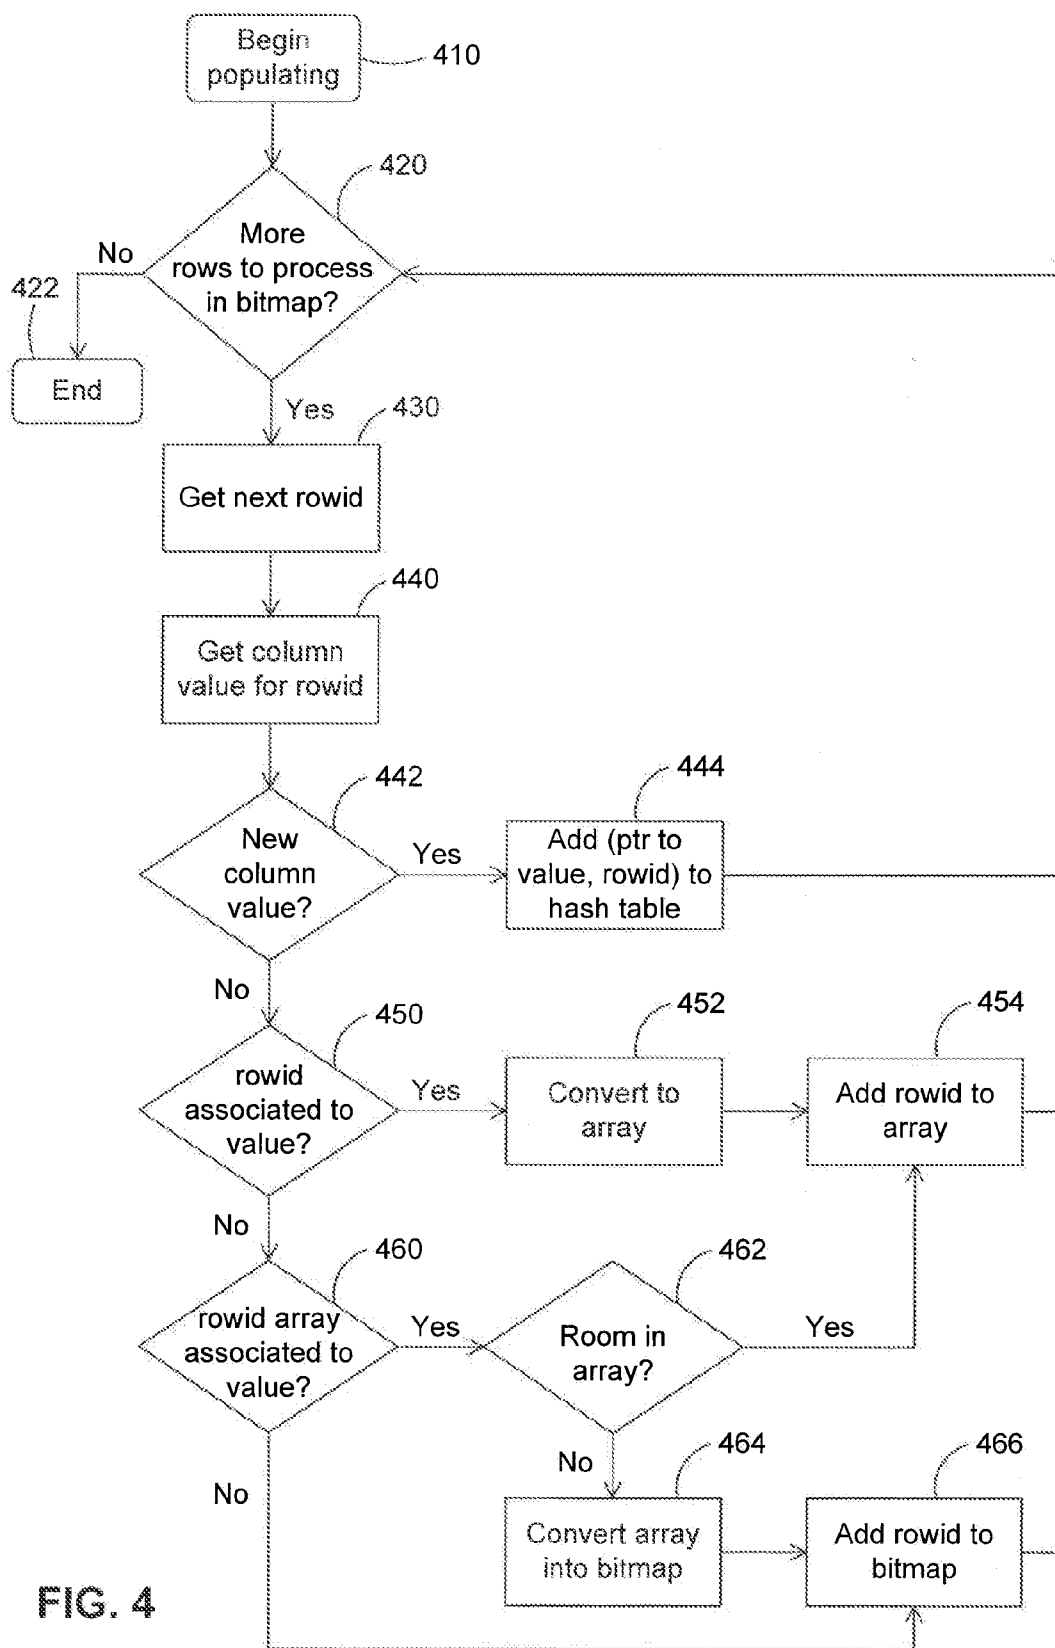 Begin
populating
410
420
More
rows to process
in bitmap?
No
422
End
Yes
430
Get next rowid
440
Get column
value for rowid
442
New
column
value?
Yes
444
Add (ptr to
value, rowid) to
hash table
No
450
rowid
associated to
value?
Yes
452
Convert to
array
454
Add rowid to
array
No
460
rowid array
associated to
value?
Yes
462
Room in
array?
Yes
No
464
Convert array
into bitmap
466
Add rowid to
bitmap
No
FIG. 4